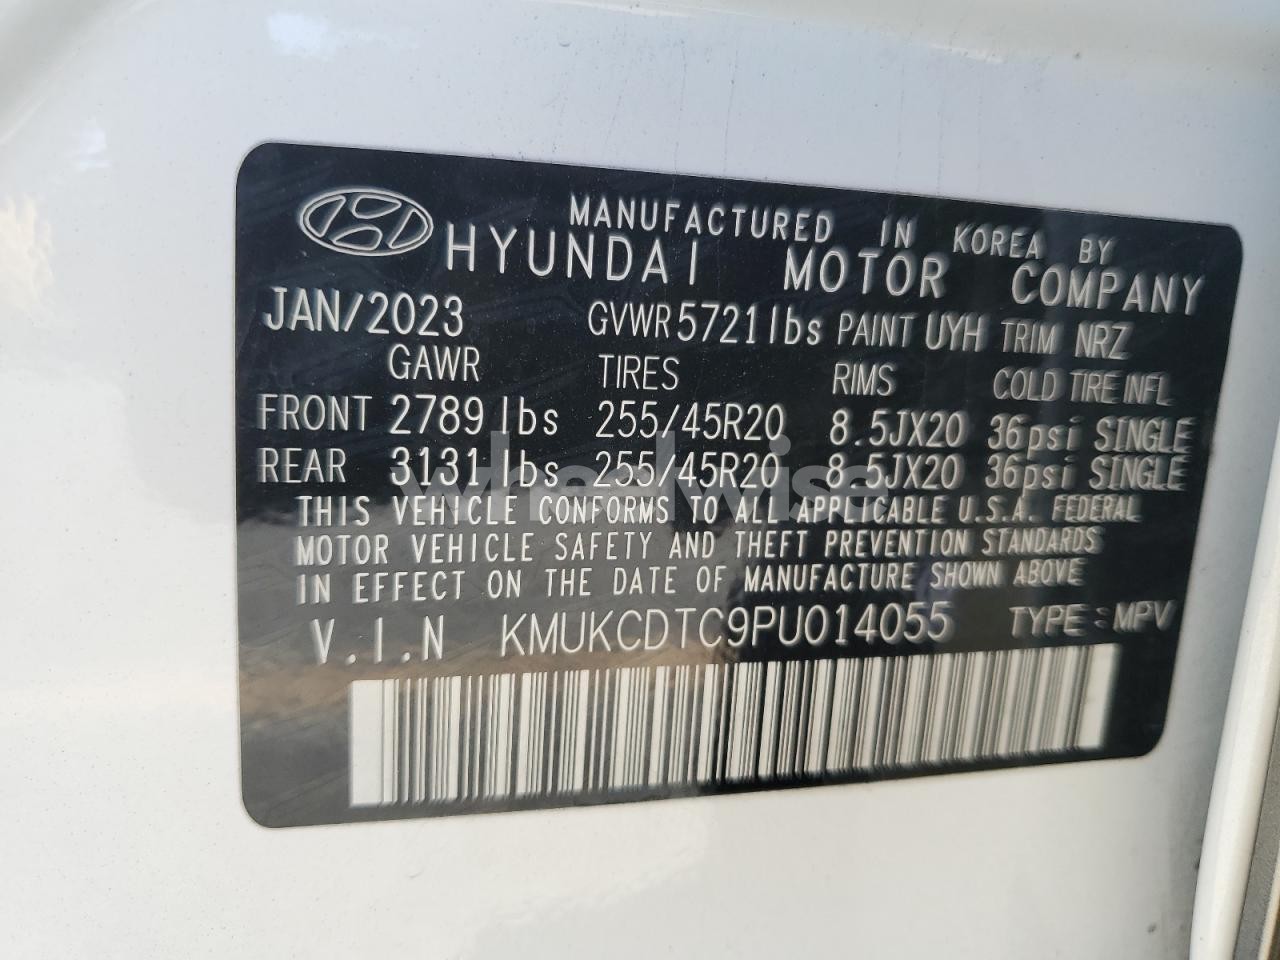 MANUFACTURED IN KOREA BY
HYUNDAI MOTOR COMPANY
JAN/2023 GVWR 5721lbs PAINT UYH TRIM NRZ
GAWR TIRES RIMS COLD TIRE INFL
FRONT 2789lbs 255/45R20 8.5JX20 36psi SINGLE
REAR 3131lbs 255/45R20 8.5JX20 36psi SINGLE
THIS VEHICLE CONFORMS TO ALL APPLICABLE U.S.A. FEDERAL
MOTOR VEHICLE SAFETY AND THEFT PREVENTION STANDARDS
IN EFFECT ON THE DATE OF MANUFACTURE SHOWN ABOVE
V.I.N KMUKCDTC9PU014055 TYPE : MPV
wheelwise